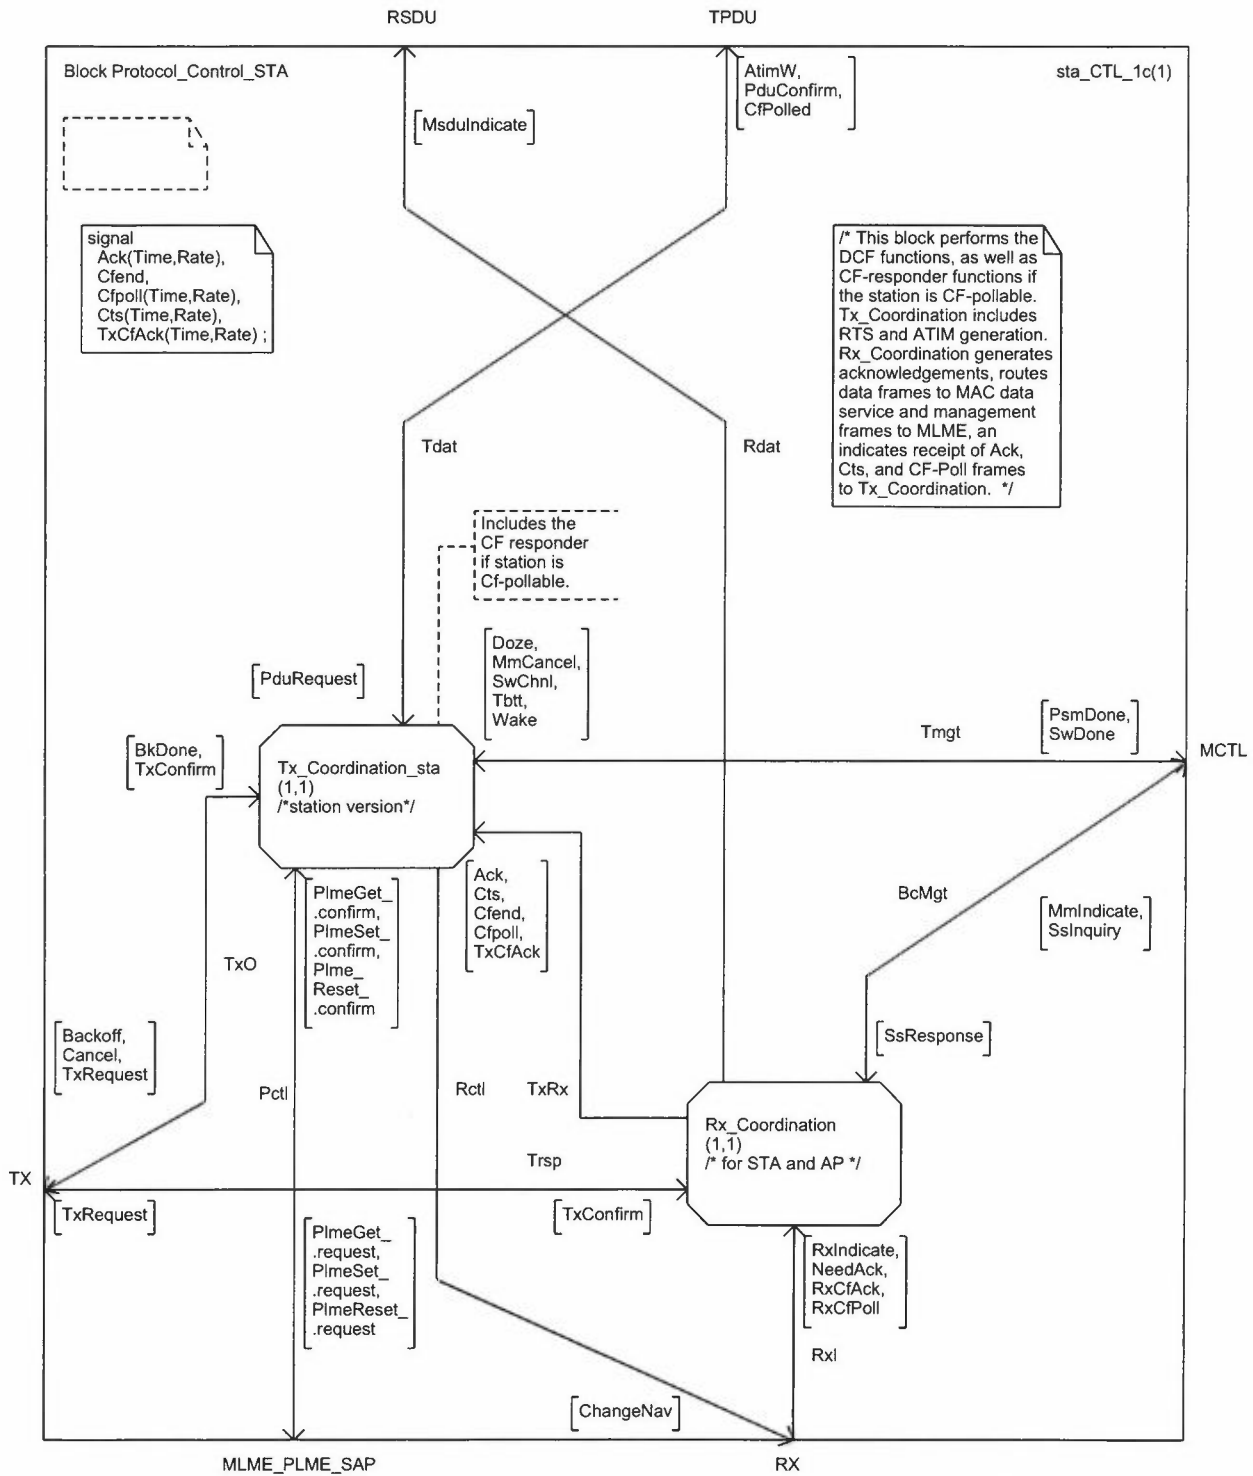 RSDU
TPDU
Block Protocol_Control_STA
sta_CTL_1c(1)
AtimW,
PduConfirm,
CfPolled
MsduIndicate
signal
Ack(Time,Rate),
Cfend,
Cfpoll(Time,Rate),
Cts(Time,Rate),
TxCfAck(Time,Rate) ;
/* This block performs the
DCF functions, as well as
CF-responder functions if
the station is CF-pollable.
Tx_Coordination includes
RTS and ATIM generation.
Rx_Coordination generates
acknowledgements, routes
data frames to MAC data
service and management
frames to MLME, an
indicates receipt of Ack,
Cts, and CF-Poll frames
to Tx_Coordination. */
Tdat
Rdat
Includes the
CF responder
if station is
Cf-pollable.
Doze,
MmCancel,
SwChnl,
Tbtt,
Wake
PduRequest
PsmDone,
SwDone
Tmgt
MCTL
BkDone,
TxConfirm
Tx_Coordination_sta
(1,1)
/*station version*/
Ack,
Cts,
Cfend,
Cfpoll,
TxCfAck
PlmeGet_
.confirm,
PlmeSet_
.confirm,
Plme_
Reset_
.confirm
BcMgt
MmIndicate,
SsInquiry
TxO
Backoff,
Cancel,
TxRequest
SsResponse
Pctl
Rctl
TxRx
Rx_Coordination
(1,1)
/* for STA and AP */
Trsp
TX
TxRequest
TxConfirm
PlmeGet_
.request,
PlmeSet_
.request,
PlmeReset_
.request
RxIndicate,
NeedAck,
RxCfAck,
RxCfPoll
RxI
ChangeNav
MLME_PLME_SAP
RX